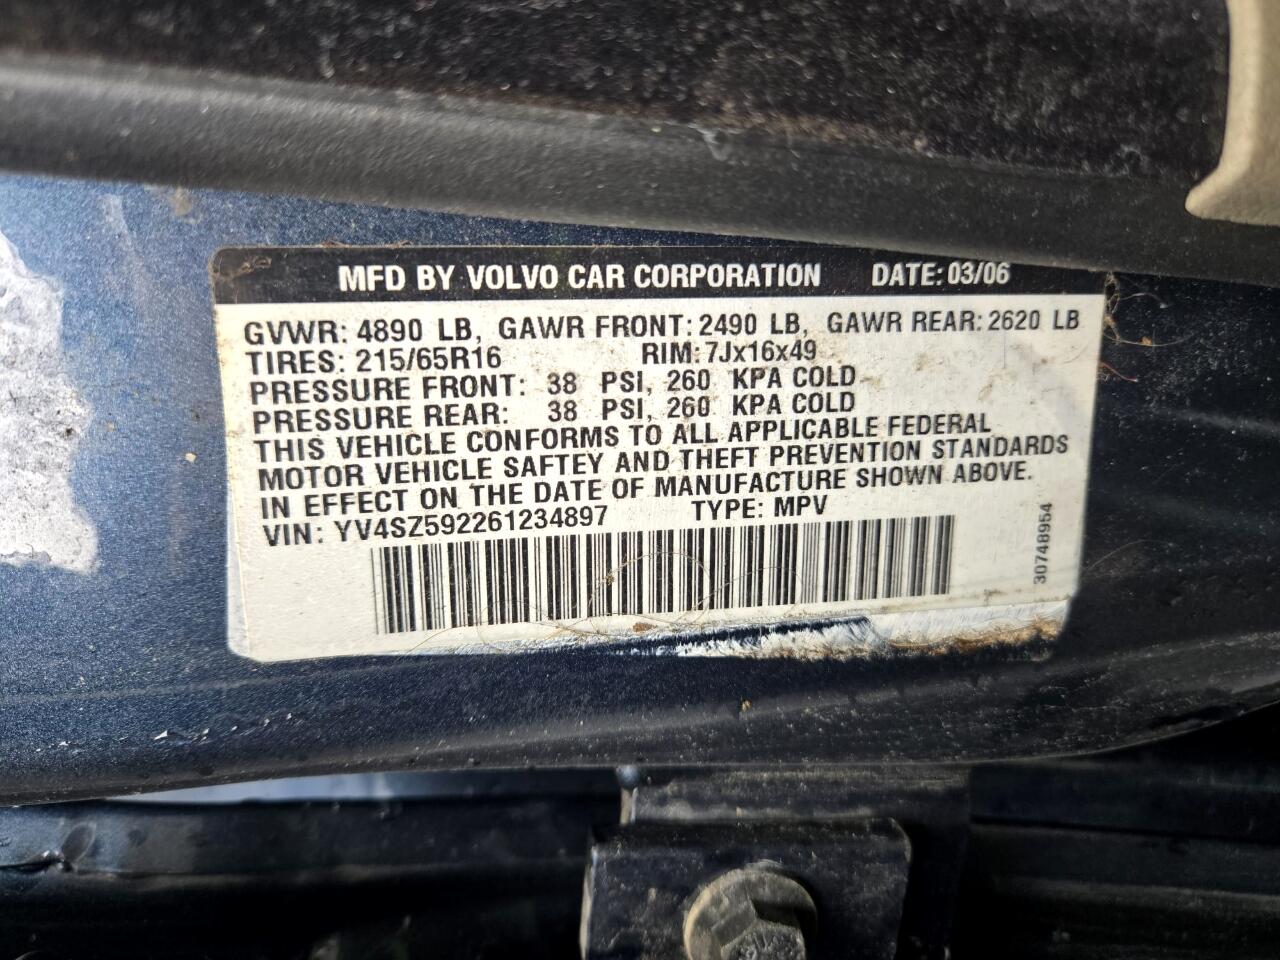 MFD BY VOLVO CAR CORPORATION DATE: 03/06
GVWR: 4890 LB, GAWR FRONT: 2490 LB, GAWR REAR: 2620 LB
TIRES: 215/65R16 RIM: 7Jx16x49
PRESSURE FRONT: 38 PSI, 260 KPA COLD
PRESSURE REAR: 38 PSI, 260 KPA COLD
THIS VEHICLE CONFORMS TO ALL APPLICABLE FEDERAL
MOTOR VEHICLE SAFTEY AND THEFT PREVENTION STANDARDS
IN EFFECT ON THE DATE OF MANUFACTURE SHOWN ABOVE.
VIN: YV4SZ592261234897 TYPE: MPV
30748954